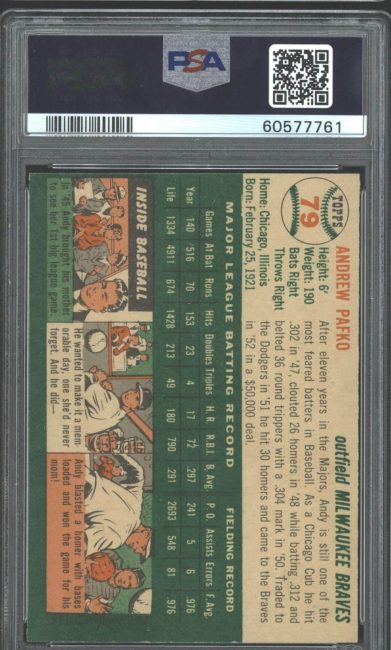 PSA
60577761
TOPPS
79
ANDREW PAFKO
outfield MILWAUKEE BRAVES
Height: 6'
Weight: 190
Bats Right
Throws Right
Home: Chicago, Illinois
Born: February 25, 1921
After eleven years in the Majors, Andy is still one of the
most feared batters in Baseball. As a Chicago Cub he hit
.302 in '47, clouted 26 homers in '48 while batting .312 and
belted 36 round trippers with a .304 mark in '50. Traded to
the Dodgers in '51 he hit 30 homers and came to the Braves
in '52 in a $50,000 deal.
MAJOR LEAGUE BATTING RECORD FIELDING RECORD
Games At Bat Runs Hits Doubles Triples H. R. R.B.I. B. Avg. P. O. Assists Errors F. Avg.
Year 140 516 70 153 23 4 17 72 .297 241 5 6 .976
Life 1334 4911 674 1428 213 49 180 790 .291 2693 548 81 .976
INSIDE BASEBALL
In '45 Andy brought his mother
to see her 1st big league game.
He wanted to make it a mem-
orable day, one she'd never
forget. And he did—
Andy blasted a homer with bases
loaded and won the game for his
mom!